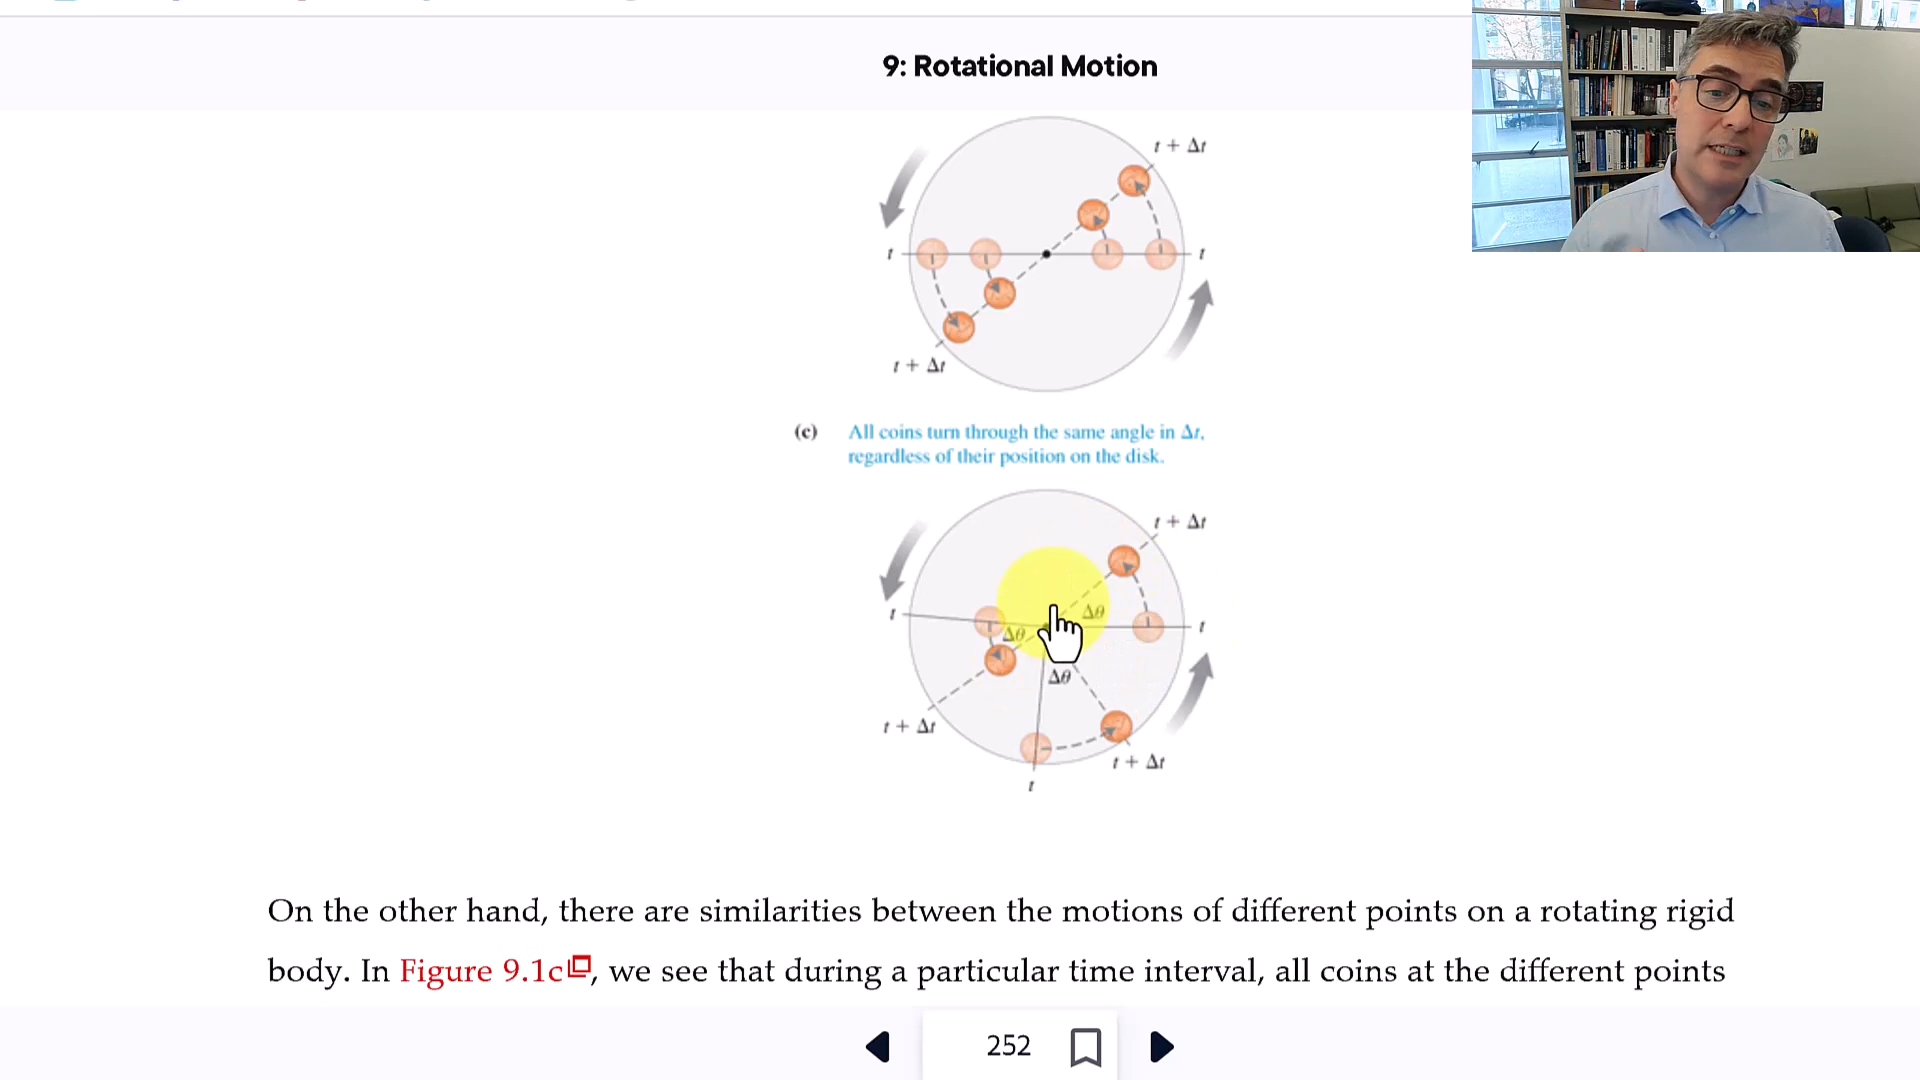 9: Rotational Motion
t + Δt
t
t
t + Δt
(c) All coins turn through the same angle in Δt,
regardless of their position on the disk.
t + Δt
t
Δθ
Δθ
t
Δθ
t + Δt
t + Δt
t
On the other hand, there are similarities between the motions of different points on a rotating rigid
body. In Figure 9.1c, we see that during a particular time interval, all coins at the different points
252